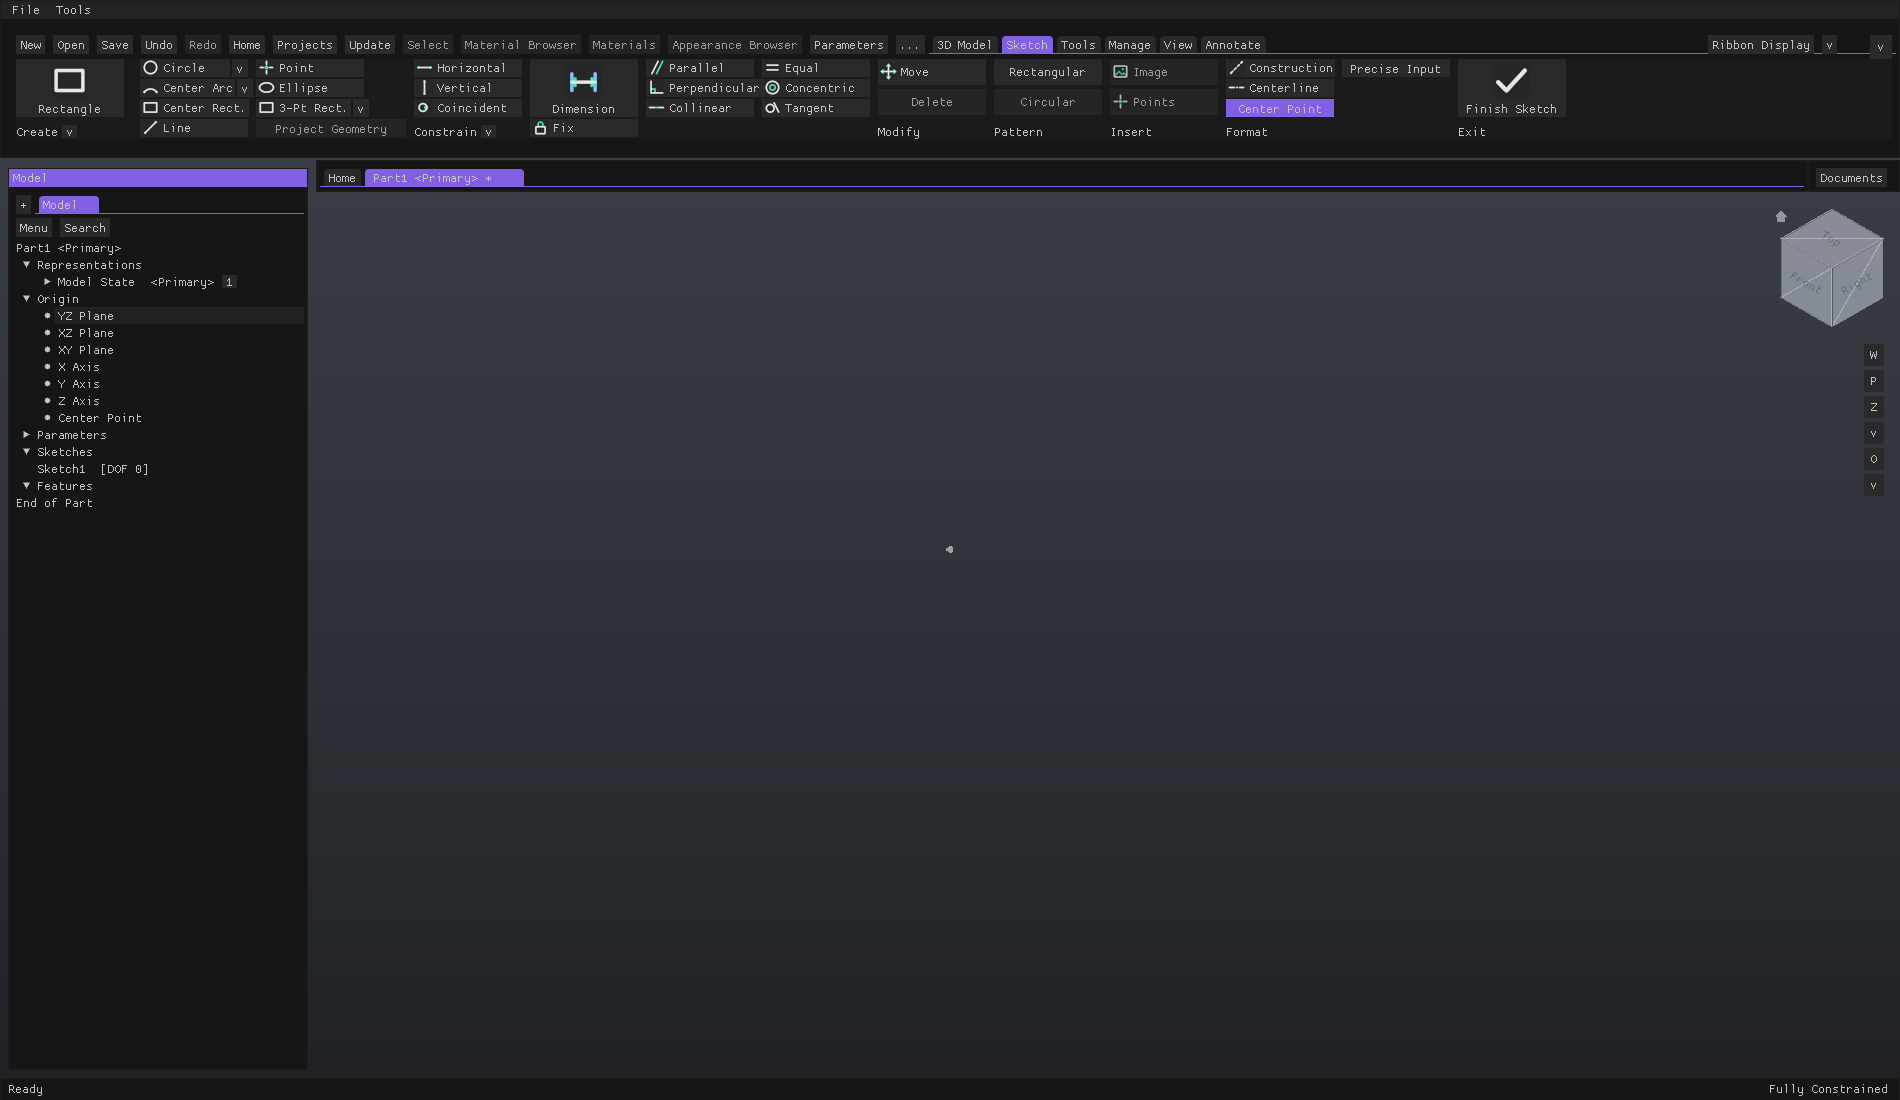 File Tools
New Open Save Undo Redo Home Projects Update Select Material Browser Materials Appearance Browser Parameters ... 3D Model Sketch Tools Manage View Annotate Ribbon Display v v
Circle v Point Horizontal Parallel Equal Move Rectangular Image Construction Precise Input
Center Arc v Ellipse Vertical Perpendicular Concentric Centerline
Rectangle Center Rect. 3-Pt Rect. v Coincident Dimension Collinear Tangent Delete Circular Points Center Point Finish Sketch
Line Project Geometry Fix
Create v Constrain v Modify Pattern Insert Format Exit
Model
Home Part1 <Primary> * Documents
+ Model
Menu Search
Part1 <Primary>
Representations
Model State <Primary> 1
Origin
YZ Plane
XZ Plane
XY Plane
X Axis
Y Axis
Z Axis
Center Point
Parameters
Sketches
Sketch1 [DOF 0]
Features
End of Part
Top
Front Right
W
P
Z
v
O
v
Ready Fully Constrained